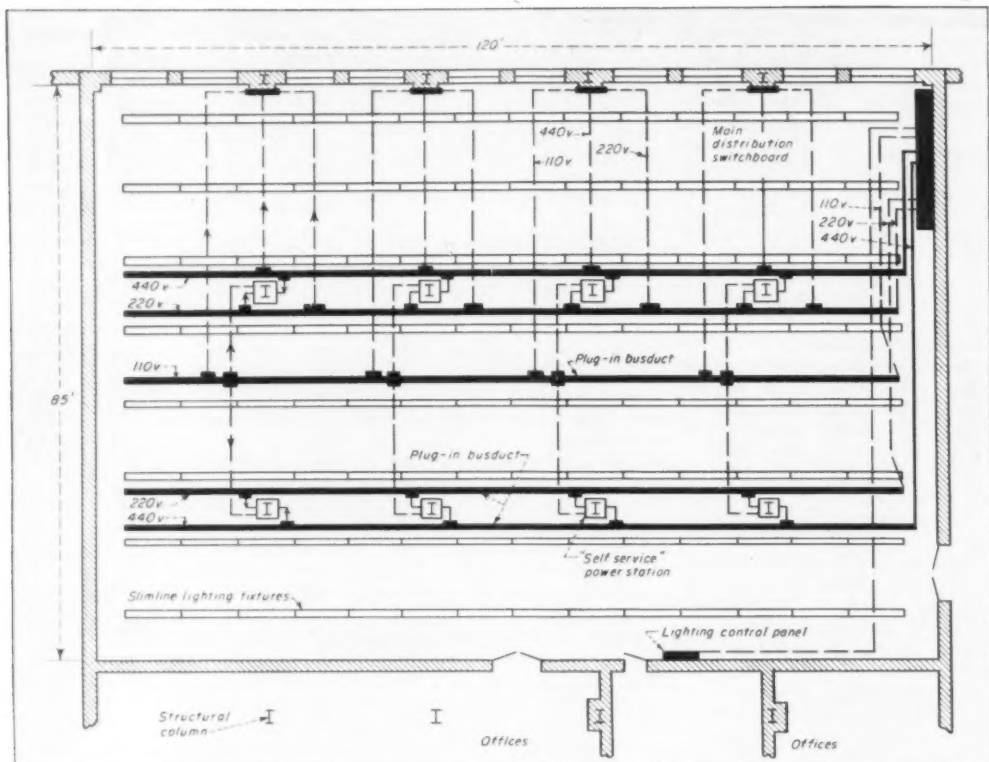 120'
440v
220v
110v
Main
distribution
switchboard
110v
220v
440v
440v
220v
110v
Plug-in busduct
85'
Plug-in busduct
220v
440v
"Self service"
power station
Slimline lighting fixtures
Lighting control panel
Structural
column
Offices
Offices